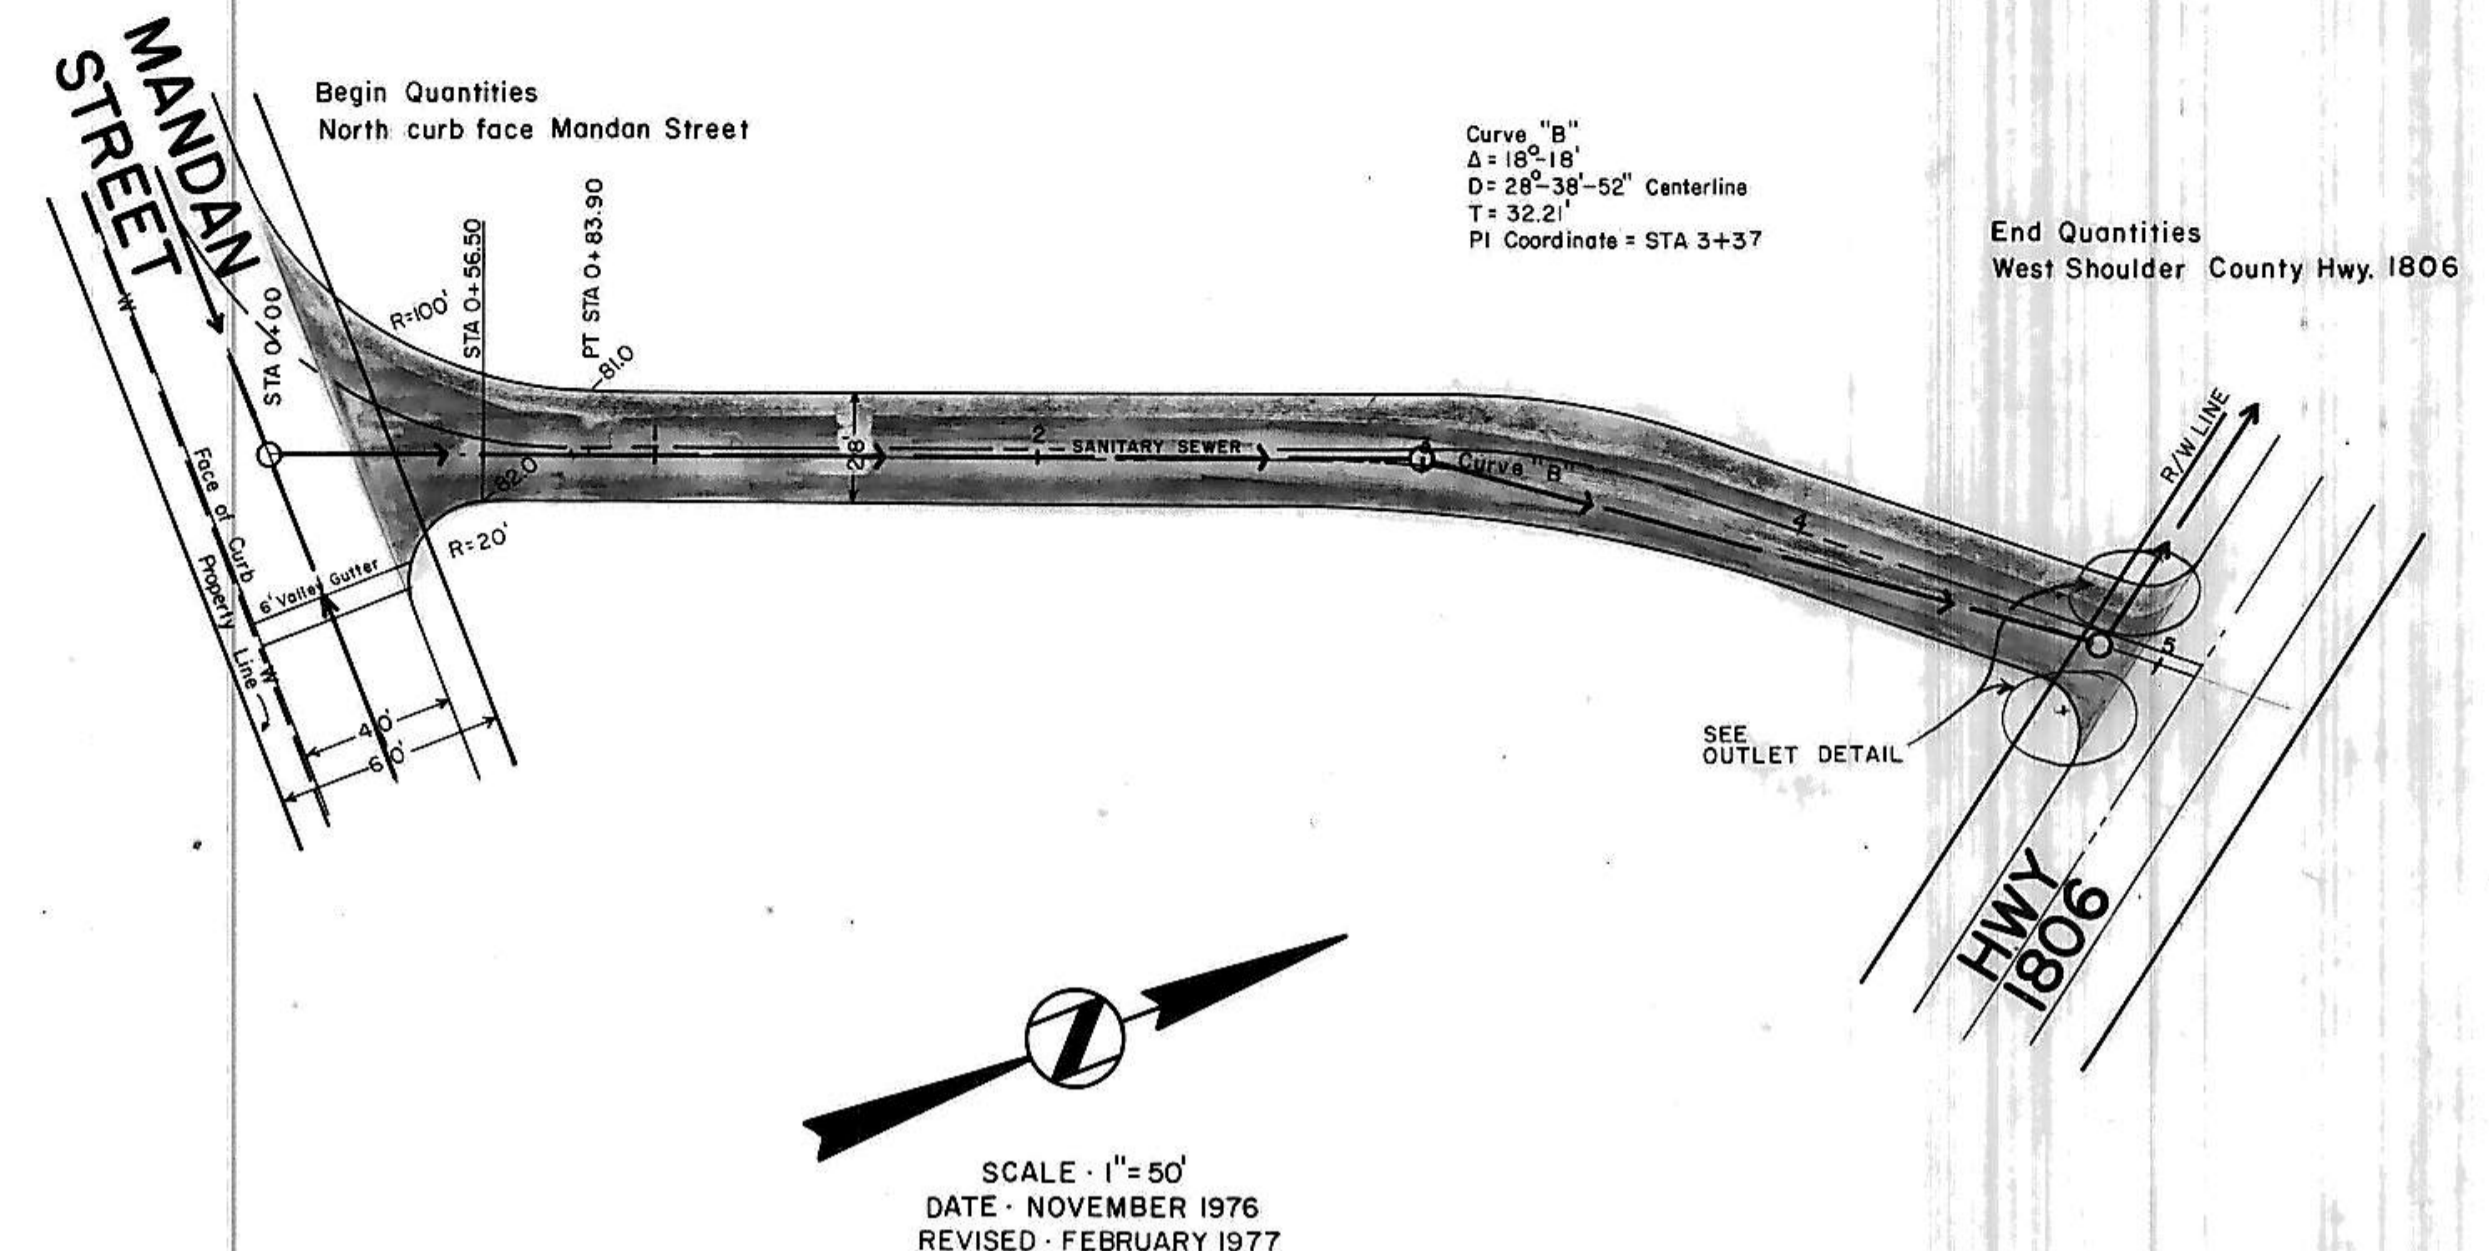 MANDAN
STREET
Begin Quantities
North curb face Mandan Street
Curve "B"
Δ = 18°-18'
D= 28°-38'-52" Centerline
T= 32.21'
PI Coordinate = STA 3+37
End Quantities
West Shoulder County Hwy. 1806
STA 0+00
R=100'
STA 0+56.50
PT STA 0+83.90
81.0
W
28'
2
SANITARY SEWER
Curve "B"
4
82.0
R=20'
R/W LINE
Face of Curb
Property Line
6' Valley Gutter
W
40'
60'
5
SEE
OUTLET DETAIL
HWY
1806
N
SCALE · 1"=50'
DATE · NOVEMBER 1976
REVISED · FEBRUARY 1977